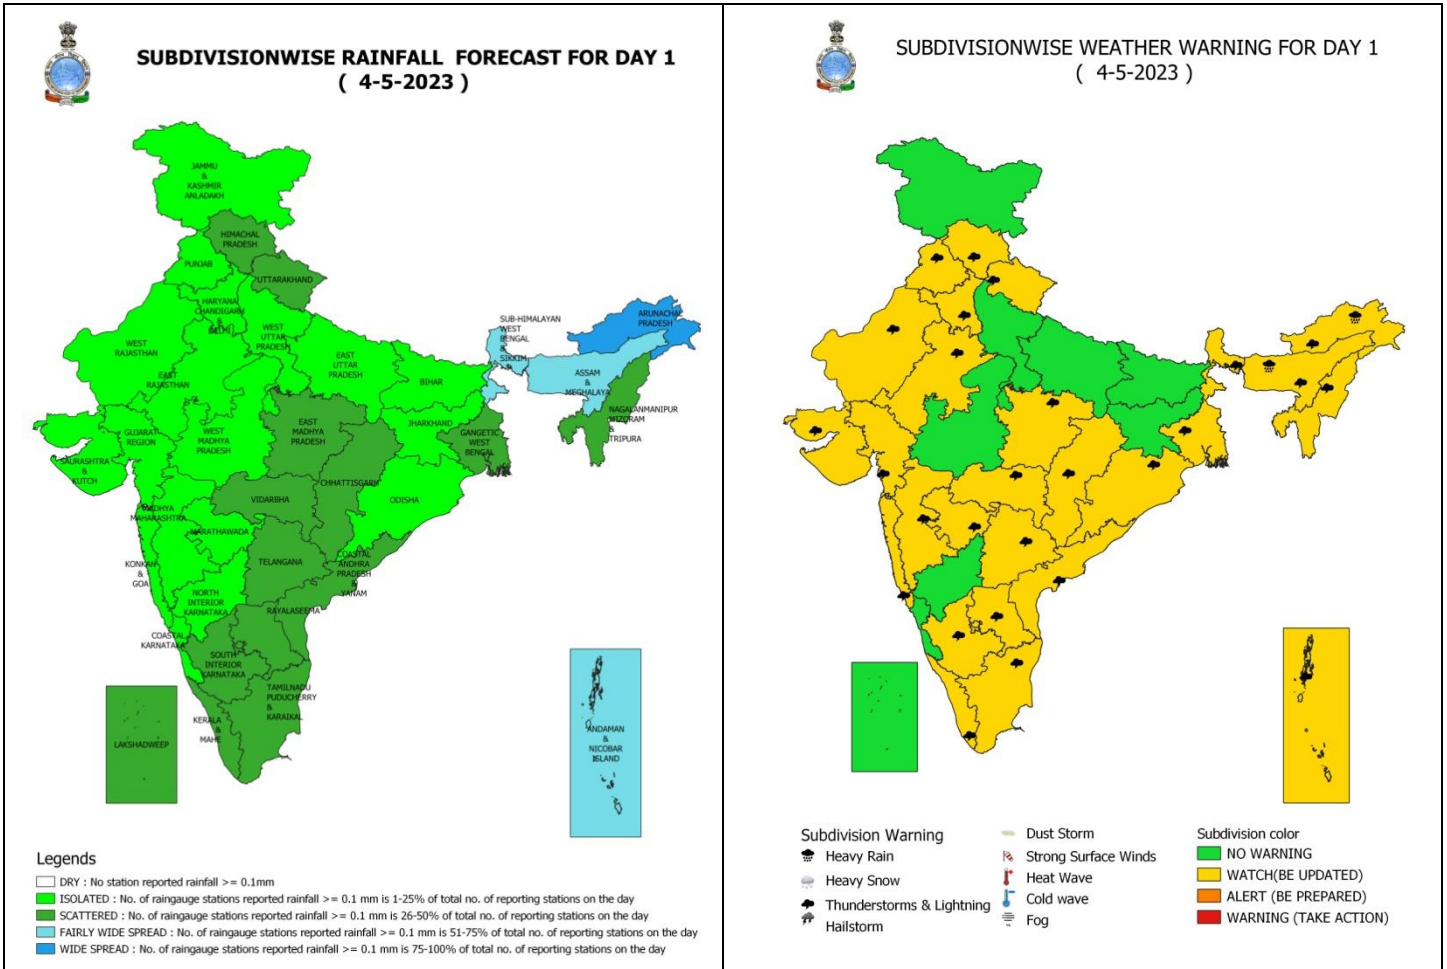 SUBDIVISIONWISE RAINFALL FORECAST FOR DAY 1
( 4-5-2023 )
JAMMU
&
KASHMIR
ANLADAKH
HIMACHAL
PRADESH
PUNJAB
UTTARAKHAND
HARYANA
CHANDIGARH
&
DELHI
WEST
UTTAR
PRADESH
WEST
RAJASTHAN
EAST
RAJASTHAN
EAST
UTTAR
PRADESH
BIHAR
SUB-HIMALAYAN
WEST
BENGAL
&
SIKKIM
ARUNACHAL
PRADESH
ASSAM
&
MEGHALAYA
NAGALANMANIPUR
MIZORAM
&
TRIPURA
GUJARAT
REGION
WEST
MADHYA
PRADESH
EAST
MADHYA
PRADESH
JHARKHAND
GANGETIC
WEST
BENGAL
SAURASHTRA
&
KUTCH
CHHATTISGARH
VIDARBHA
ODISHA
MADHYA
MAHARASHTRA
MARATHAWADA
TELANGANA
COASTAL
ANDHRA
PRADESH
&
YANAM
KONKAN
&
GOA
NORTH
INTERIOR
KARNATAKA
RAYALASEEMA
COASTAL
KARNATAKA
SOUTH
INTERIOR
KARNATAKA
TAMILNADU
PUDUCHERRY
&
KARAIKAL
KERALA
&
MAHE
LAKSHADWEEP
ANDAMAN
&
NICOBAR
ISLAND
Legends
DRY : No station reported rainfall >= 0.1mm
ISOLATED : No. of raingauge stations reported rainfall >= 0.1 mm is 1-25% of total no. of reporting stations on the day
SCATTERED : No. of raingauge stations reported rainfall >= 0.1 mm is 26-50% of total no. of reporting stations on the day
FAIRLY WIDE SPREAD : No. of raingauge stations reported rainfall >= 0.1 mm is 51-75% of total no. of reporting stations on the day
WIDE SPREAD : No. of raingauge stations reported rainfall >= 0.1 mm is 75-100% of total no. of reporting stations on the day
SUBDIVISIONWISE WEATHER WARNING FOR DAY 1
( 4-5-2023 )
Subdivision Warning
Heavy Rain
Heavy Snow
Thunderstorms & Lightning
Hailstorm
Dust Storm
Strong Surface Winds
Heat Wave
Cold wave
Fog
Subdivision color
NO WARNING
WATCH(BE UPDATED)
ALERT (BE PREPARED)
WARNING (TAKE ACTION)